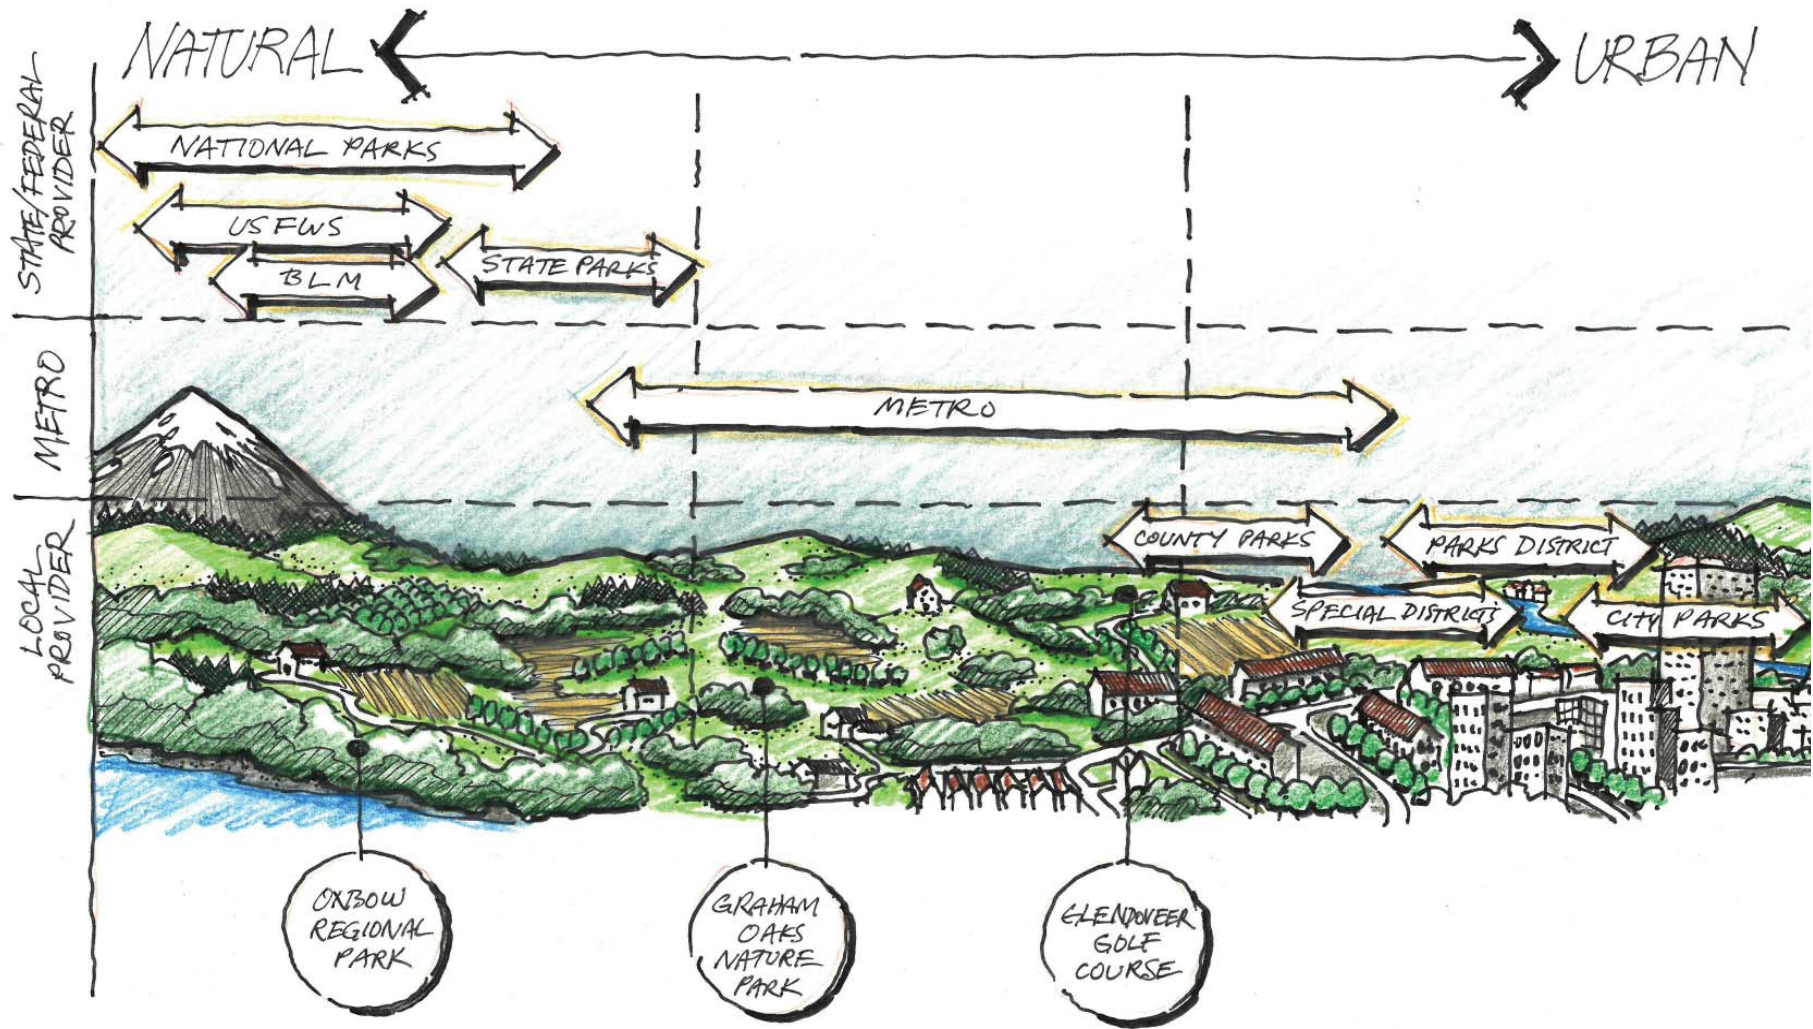 NATURAL
URBAN
STATE/FEDERAL
PROVIDER
NATIONAL PARKS
US FWS
BLM
STATE PARKS
METRO
METRO
LOCAL
PROVIDER
COUNTY PARKS
PARKS DISTRICT
SPECIAL DISTRICTS
CITY PARKS
OXBOW
REGIONAL
PARK
GRAHAM
OAKS
NATURE
PARK
GLENDOVEER
GOLF
COURSE